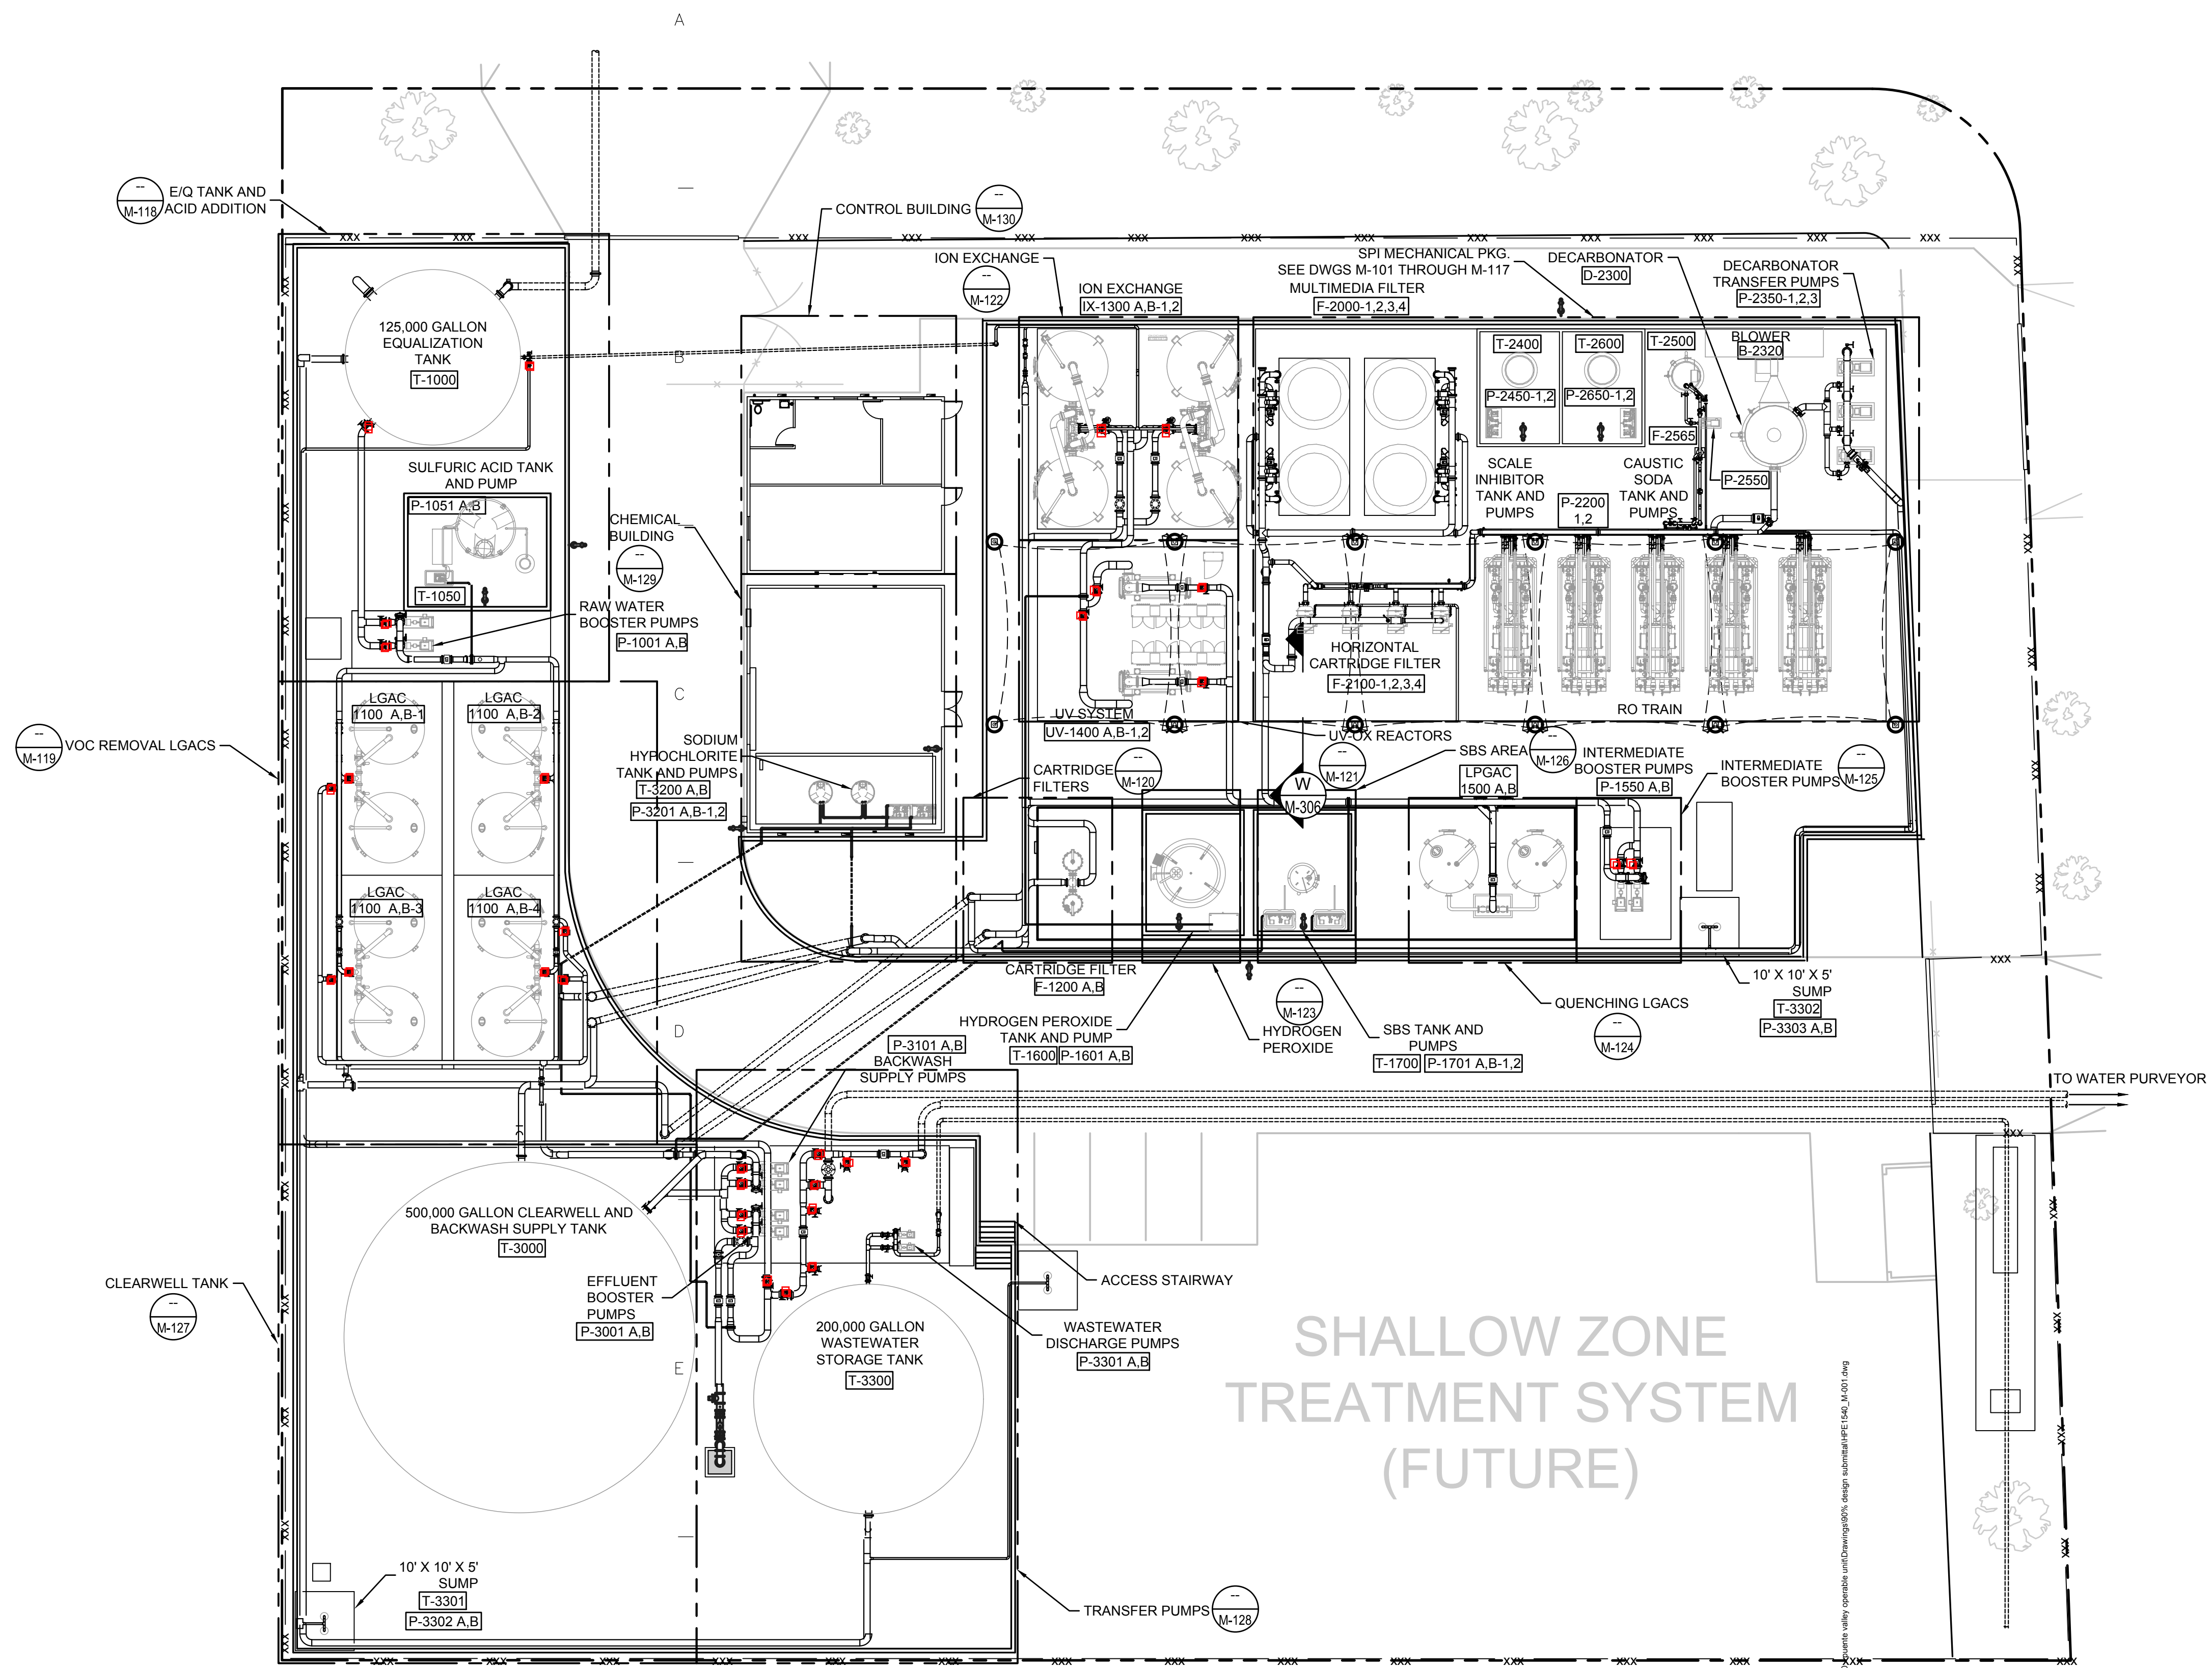 A
E/Q TANK AND
ACID ADDITION
--
M-118
CONTROL BUILDING
--
M-130
ION EXCHANGE
--
M-122
ION EXCHANGE
IX-1300 A,B-1,2
SPI MECHANICAL PKG.
SEE DWGS M-101 THROUGH M-117
MULTIMEDIA FILTER
F-2000-1,2,3,4
DECARBONATOR
D-2300
DECARBONATOR
TRANSFER PUMPS
P-2350-1,2,3
125,000 GALLON
EQUALIZATION
TANK
T-1000
B
T-2400
T-2600
T-2500
BLOWER
B-2320
P-2450-1,2
P-2650-1,2
F-2565
SULFURIC ACID TANK
AND PUMP
P-1051 A,B
T-1050
SCALE
INHIBITOR
TANK AND
PUMPS
CAUSTIC
SODA
TANK AND
PUMPS
P-2550
P-2200
1,2
CHEMICAL
BUILDING
--
M-129
RAW WATER
BOOSTER PUMPS
P-1001 A,B
HORIZONTAL
CARTRIDGE FILTER
F-2100-1,2,3,4
RO TRAIN
C
LGAC
1100 A,B-1
LGAC
1100 A,B-2
--
M-119
VOC REMOVAL LGACS
UV SYSTEM
UV-1400 A,B-1,2
UV-OX REACTORS
--
M-121
SODIUM
HYPOCHLORITE
TANK AND PUMPS
T-3200 A,B
P-3201 A,B-1,2
CARTRIDGE
FILTERS
--
M-120
W
M-306
SBS AREA
--
M-126
LPGAC
1500 A,B
INTERMEDIATE
BOOSTER PUMPS
P-1550 A,B
INTERMEDIATE
BOOSTER PUMPS
--
M-125
LGAC
1100 A,B-3
LGAC
1100 A,B-4
CARTRIDGE FILTER
F-1200 A,B
HYDROGEN PEROXIDE
TANK AND PUMP
T-1600
P-1601 A,B
--
M-123
HYDROGEN
PEROXIDE
SBS TANK AND
PUMPS
T-1700
P-1701 A,B-1,2
QUENCHING LGACS
--
M-124
10' X 10' X 5'
SUMP
T-3302
P-3303 A,B
D
P-3101 A,B
BACKWASH
SUPPLY PUMPS
TO WATER PURVEYOR
500,000 GALLON CLEARWELL AND
BACKWASH SUPPLY TANK
T-3000
CLEARWELL TANK
--
M-127
EFFLUENT
BOOSTER
PUMPS
P-3001 A,B
ACCESS STAIRWAY
200,000 GALLON
WASTEWATER
STORAGE TANK
T-3300
WASTEWATER
DISCHARGE PUMPS
P-3301 A,B
E
SHALLOW ZONE
TREATMENT SYSTEM
(FUTURE)
valley operable unit\Drawings\90% design submittal\HPE1540_M-001.dwg
10' X 10' X 5'
SUMP
T-3301
P-3302 A,B
TRANSFER PUMPS
--
M-128